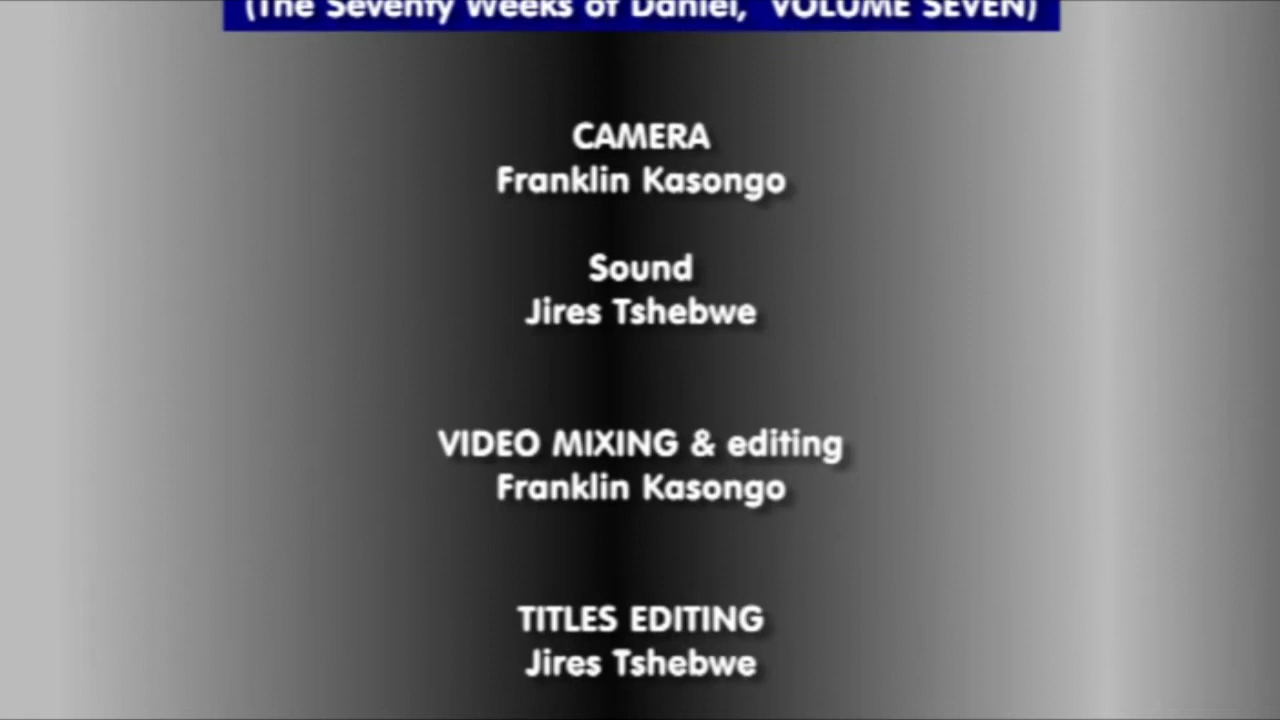 (The Seventy Weeks of Daniel, VOLUME SEVEN)
CAMERA
Franklin Kasongo
Sound
Jires Tshebwe
VIDEO MIXING & editing
Franklin Kasongo
TITLES EDITING
Jires Tshebwe